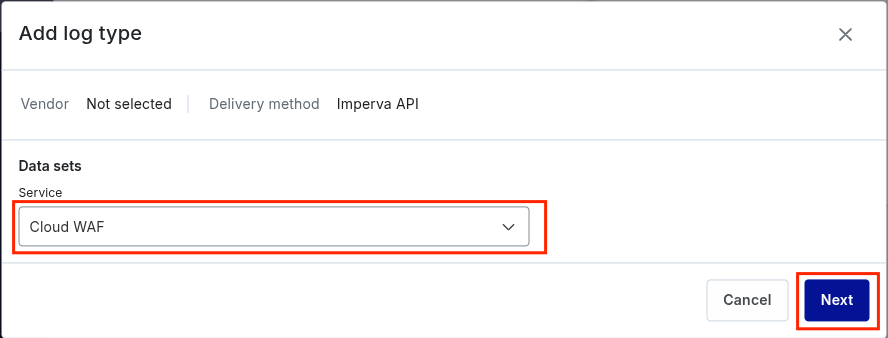 Add log type
Vendor Not selected Delivery method Imperva API
Data sets
Service
Cloud WAF
Cancel Next